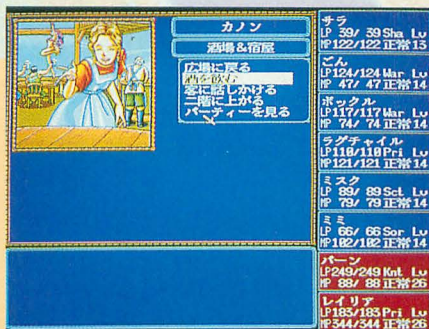 カノン
酒場&宿屋
広場に戻る
酒を飲む
客に話しかける
二階に上がる
パーティーを見る
サラ
LP 39/ 39 Sha Lv
MP122/122 正常13
ごん
LP124/124 War Lv
MP 47/ 47 正常14
ボックル
LP117/117 War Lv
MP 74/ 74 正常14
ラグチャイル
LP110/110 Pri Lv
MP121/121 正常14
ミスク
LP 89/ 89 Sct Lv
MP 79/ 79 正常14
ミミ
LP 66/ 66 Sor Lv
MP102/102 正常14
パーン
LP249/249 Knt Lv
MP 88/ 88 正常26
レイリア
LP183/183 Pri Lv
MP344/344 正常26